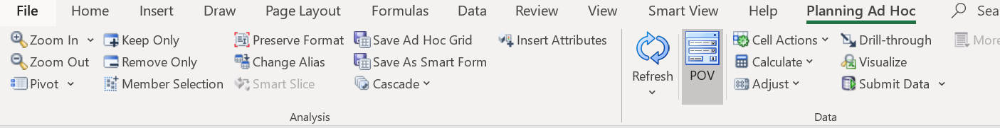 File Home Insert Draw Page Layout Formulas Data Review View Smart View Help Planning Ad Hoc Sea
Zoom In Keep Only Preserve Format Save Ad Hoc Grid Insert Attributes Cell Actions Drill-through More
Zoom Out Remove Only Change Alias Save As Smart Form Refresh POV Calculate Visualize
Pivot Member Selection Smart Slice Cascade Adjust Submit Data
Analysis Data